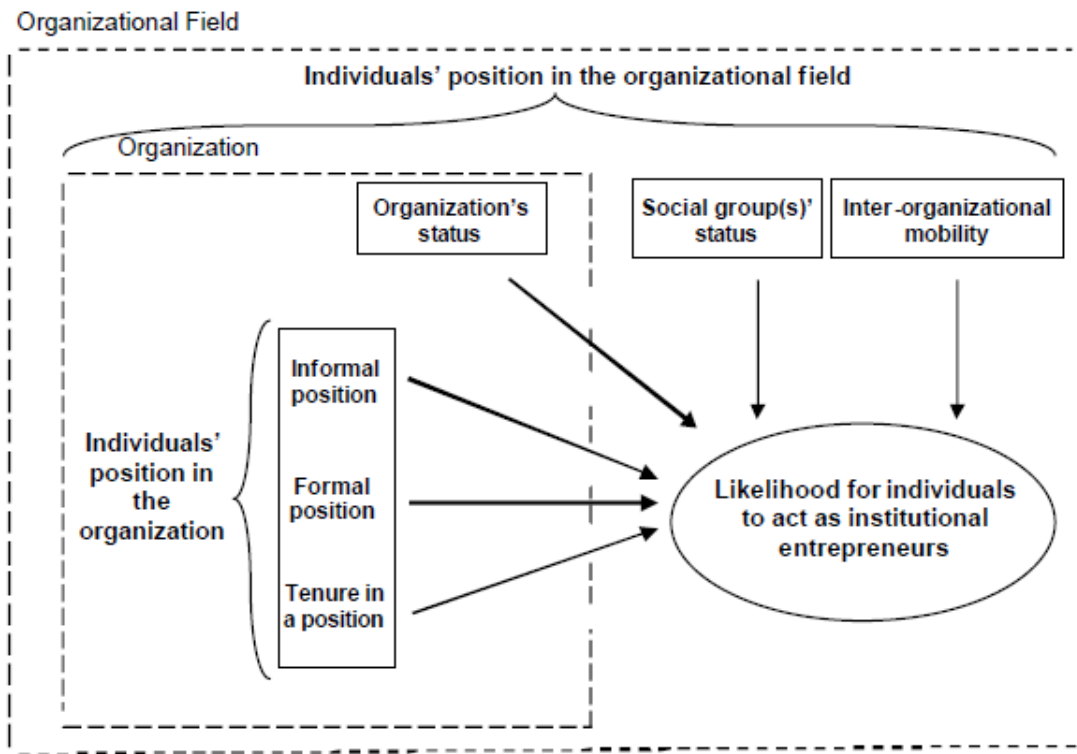 Organizational Field
Individuals’ position in the organizational field
Organization
Organization’s
status
Social group(s)’
status
Inter-organizational
mobility
Informal
position
Individuals’
position in
the
organization
Formal
position
Tenure in
a position
Likelihood for individuals
to act as institutional
entrepreneurs